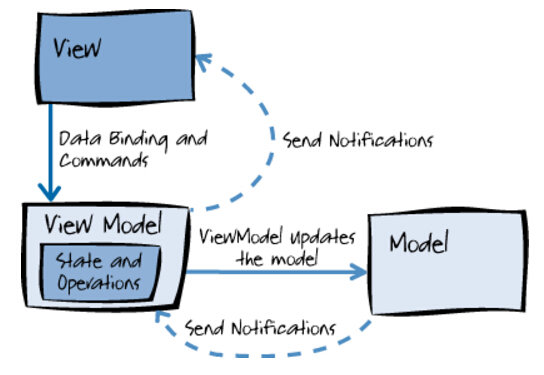 View
Data Binding and
Commands
Send Notifications
View Model
State and
Operations
ViewModel updates
the model
Model
Send Notifications